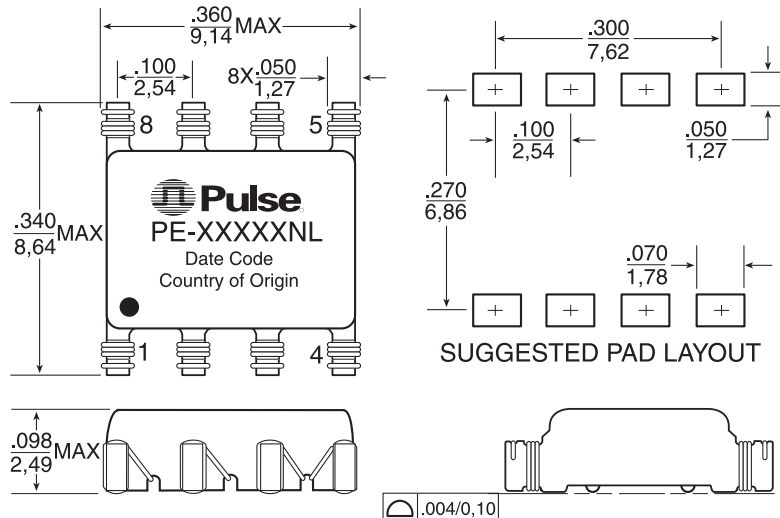 .360
9,14 MAX
.100
2,54
8X .050
1,27
8
5
.340
8,64 MAX
Pulse
PE-XXXXXNL
Date Code
Country of Origin
1
4
.098
2,49 MAX
.300
7,62
.100
2,54
.050
1,27
.270
6,86
.070
1,78
SUGGESTED PAD LAYOUT
.004/0,10